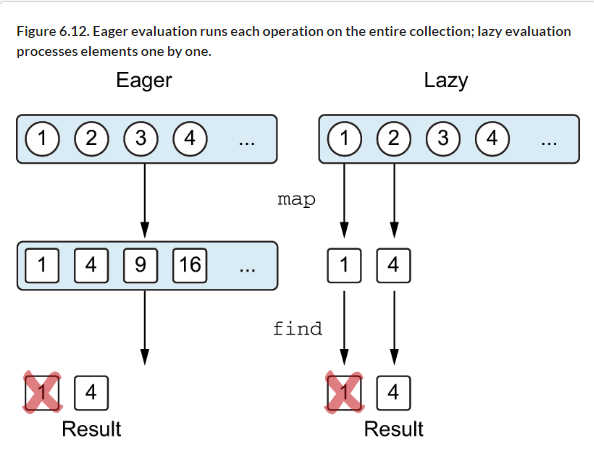 Figure 6.12. Eager evaluation runs each operation on the entire collection; lazy evaluation
processes elements one by one.
Eager
Lazy
1 2 3 4 ...
1 2 3 4 ...
map
1 4 9 16 ...
1 4
find
1 4
1 4
Result
Result